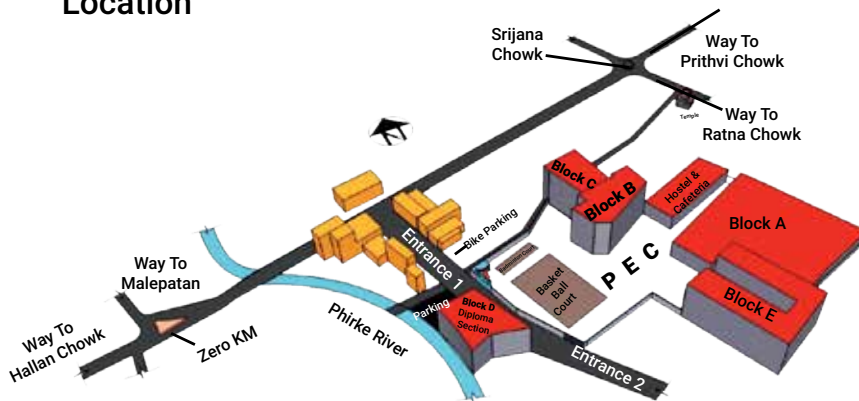 Location
Srijana
Chowk
Way To
Prithvi Chowk
Temple
Way To
Ratna Chowk
Block C
Block B
Hostel &
Cafeteria
Block A
Bike Parking
Entrance 1
Badminton Court
Basket
Ball
Court
P E C
Block E
Way To
Malepatan
Parking
Block D
Diploma
Section
Phirke River
Way To
Hallan Chowk
Zero KM
Entrance 2